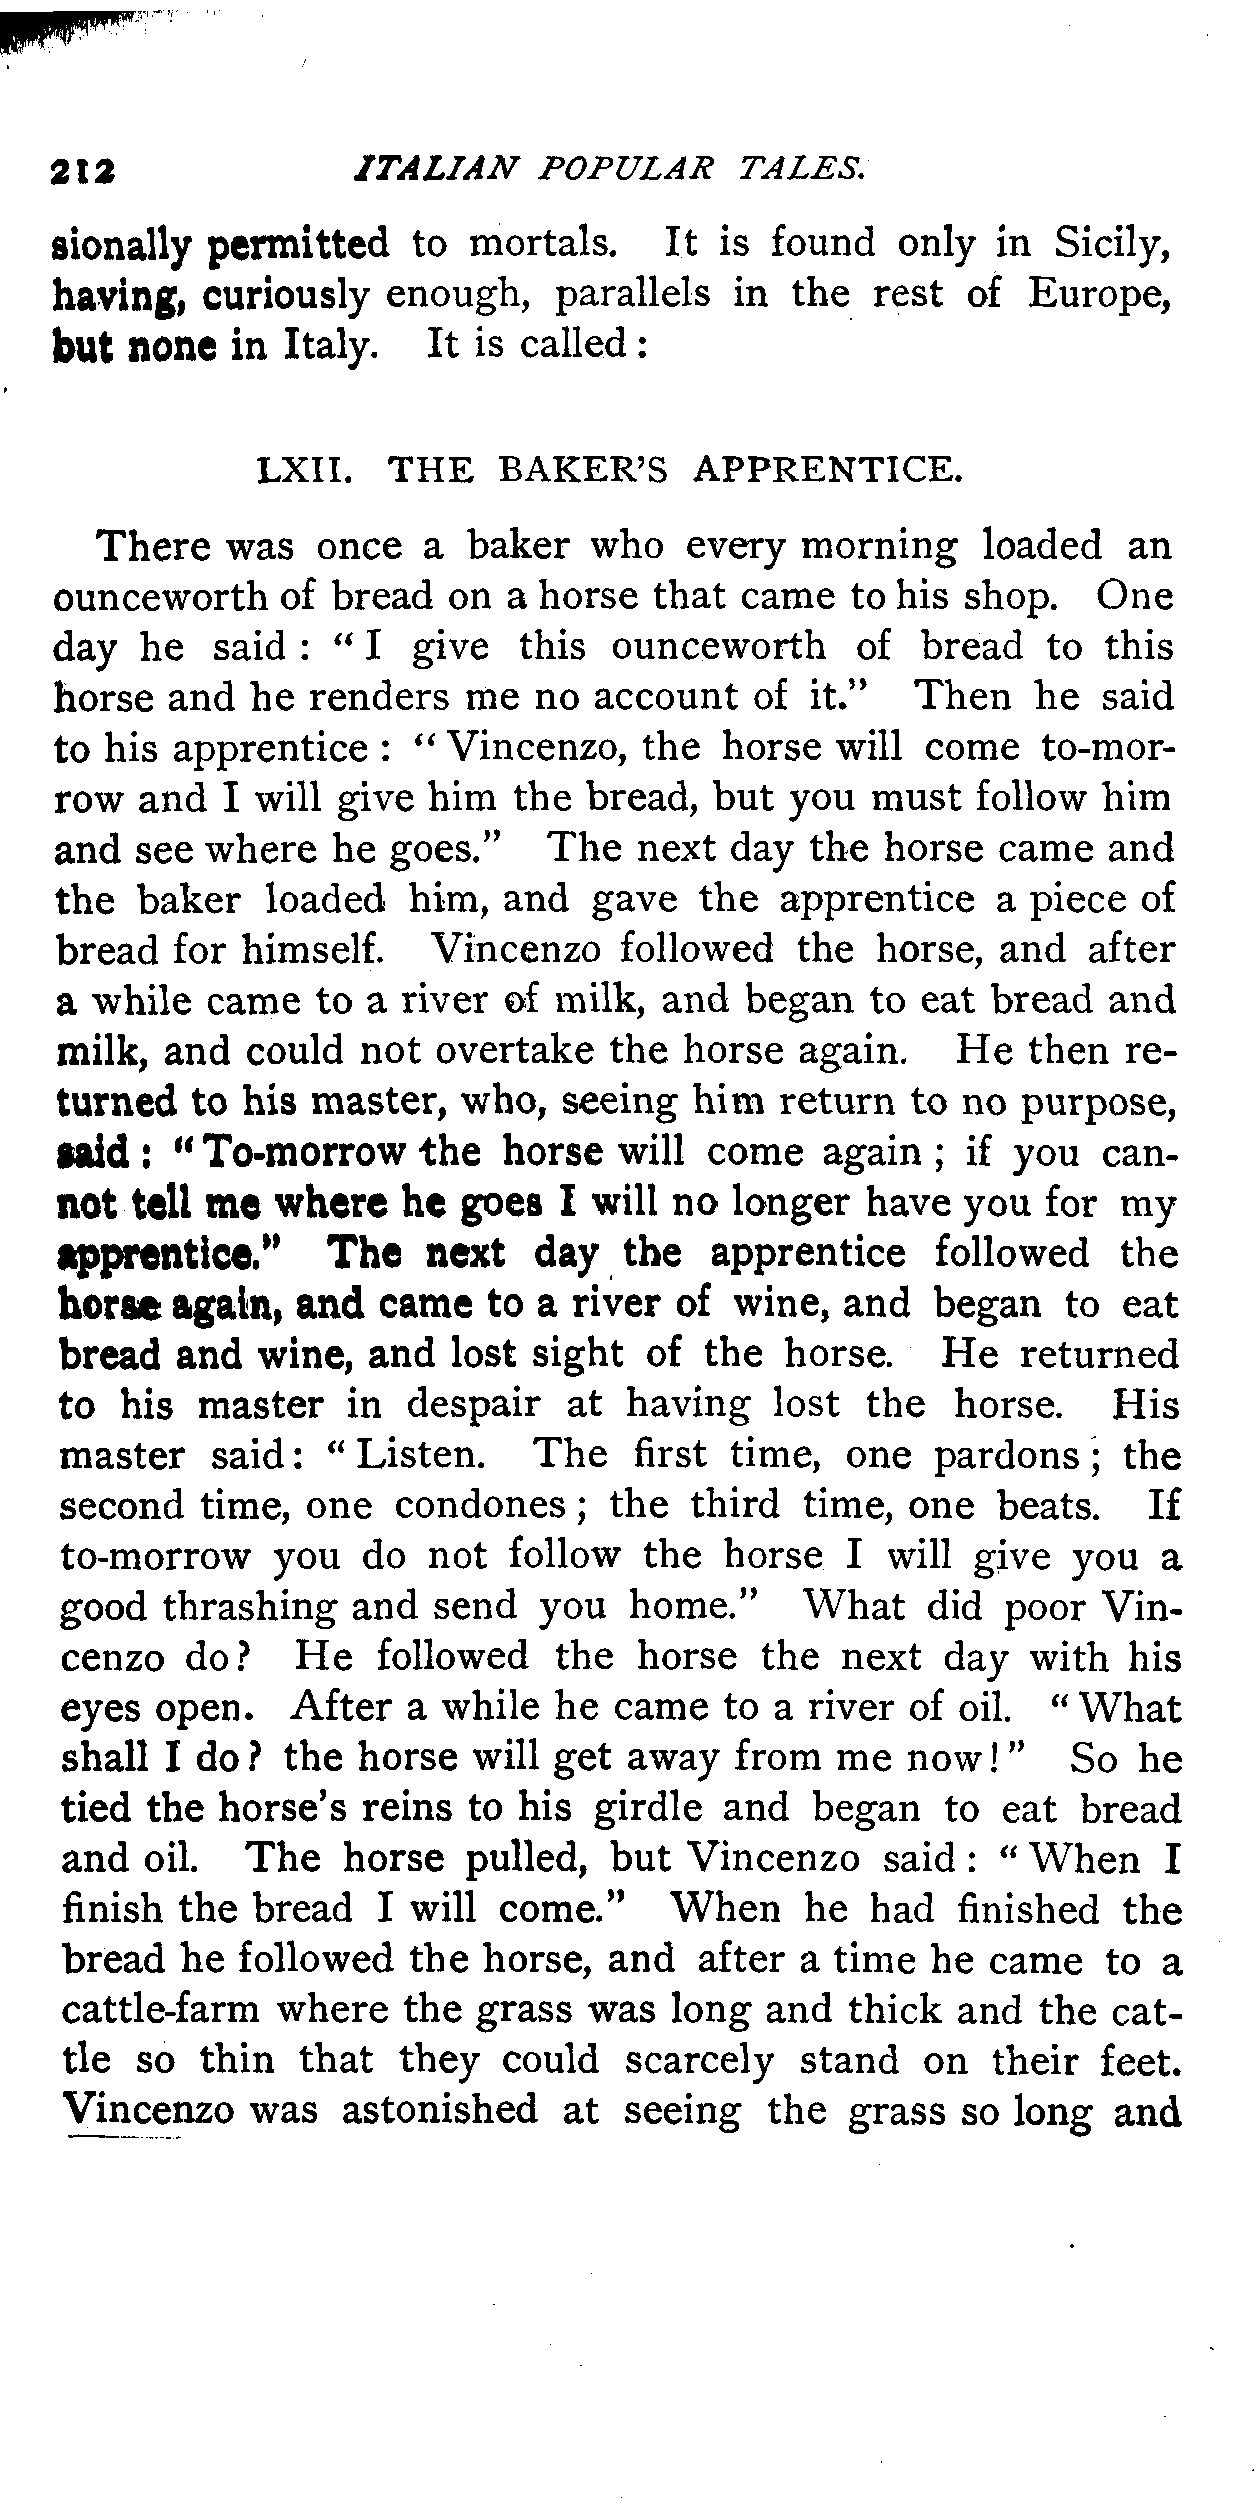 212 ITALIAN POPULAR TALES.
sionally permitted to mortals. It is found only in Sicily,
having, curiously enough, parallels in the rest of Europe,
but none in Italy. It is called :
LXII. THE BAKER'S APPRENTICE.
There was once a baker who every morning loaded an
ounceworth of bread on a horse that came to his shop. One
day he said : " I give this ounceworth of bread to this
horse and he renders me no account of it." Then he said
to his apprentice : " Vincenzo, the horse will come to-mor-
row and I will give him the bread, but you must follow him
and see where he goes." The next day the horse came and
the baker loaded him, and gave the apprentice a piece of
bread for himself. Vincenzo followed the horse, and after
a while came to a river of milk, and began to eat bread and
milk, and could not overtake the horse again. He then re-
turned to his master, who, seeing him return to no purpose,
said : " To-morrow the horse will come again ; if you can-
not tell me where he goes I will no longer have you for my
apprentice." The next day the apprentice followed the
horse again, and came to a river of wine, and began to eat
bread and wine, and lost sight of the horse. He returned
to his master in despair at having lost the horse. His
master said : " Listen. The first time, one pardons ; the
second time, one condones ; the third time, one beats. If
to-morrow you do not follow the horse I will give you a
good thrashing and send you home." What did poor Vin-
cenzo do? He followed the horse the next day with his
eyes open. After a while he came to a river of oil. " What
shall I do? the horse will get away from me now!" So he
tied the horse's reins to his girdle and began to eat bread
and oil. The horse pulled, but Vincenzo said : " When I
finish the bread I will come." When he had finished the
bread he followed the horse, and after a time he came to a
cattle-farm where the grass was long and thick and the cat-
tle so thin that they could scarcely stand on their feet.
Vincenzo was astonished at seeing the grass so long and